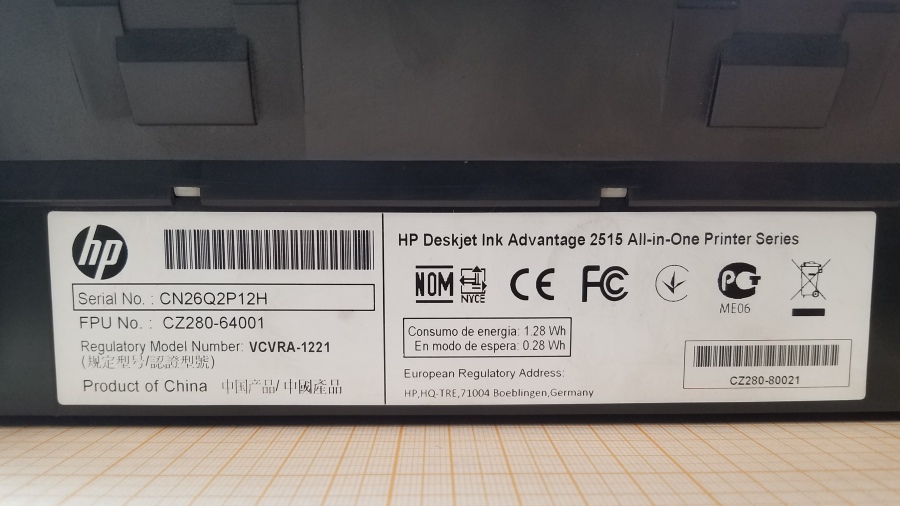 hp
Serial No. : CN26Q2P12H
FPU No. : CZ280-64001
Regulatory Model Number: VCVRA-1221
(规定型号/認證型號)
Product of China 中国产品/中國產品
HP Deskjet Ink Advantage 2515 All-in-One Printer Series
NOM NYCE CE FC PCT
ME06
Consumo de energía: 1.28 Wh
En modo de espera: 0.28 Wh
European Regulatory Address:
HP,HQ-TRE,71004 Boeblingen,Germany
CZ280-80021